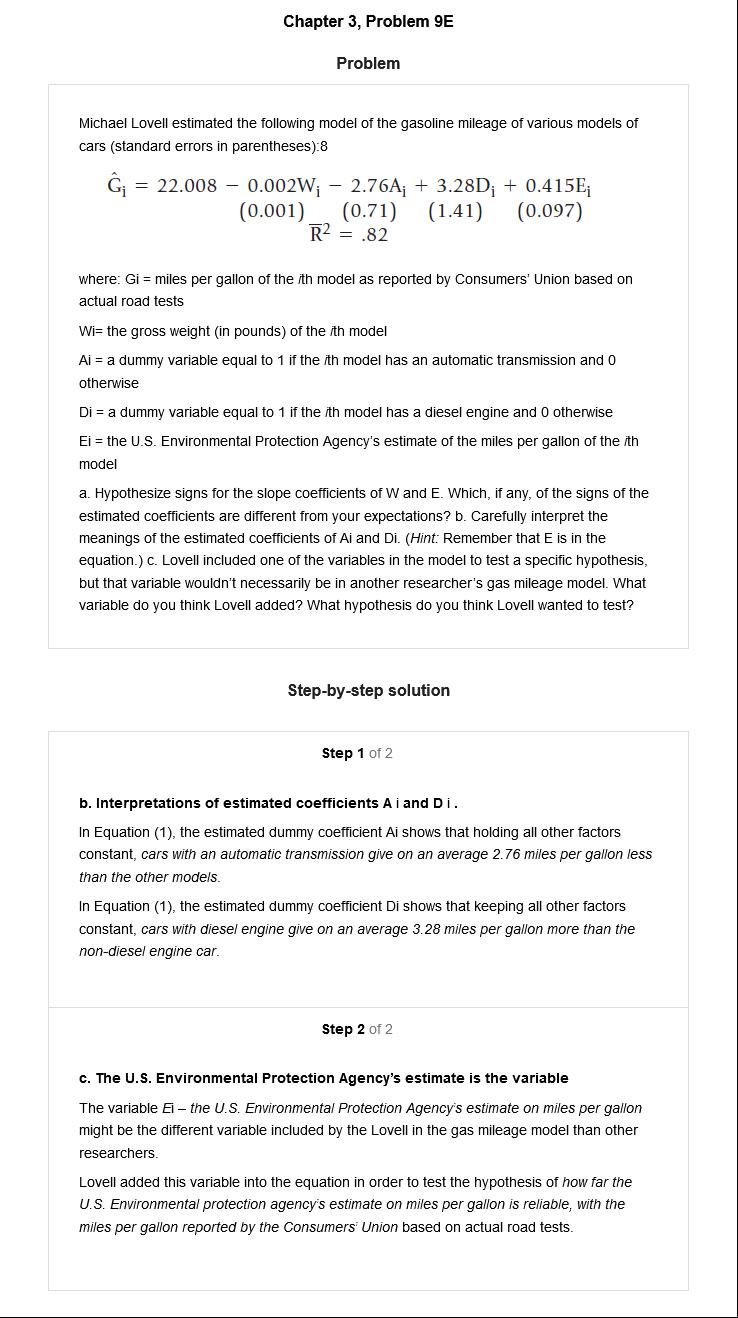 Chapter 3, Problem 9E
Problem
Michael Lovell estimated the following model of the gasoline mileage of various models of
cars (standard errors in parentheses):8
Ĝᵢ = 22.008 − 0.002Wᵢ − 2.76Aᵢ + 3.28Dᵢ + 0.415Eᵢ
(0.001) (0.71) (1.41) (0.097)
R̅² = .82
where: Gi = miles per gallon of the ith model as reported by Consumers' Union based on
actual road tests
Wi= the gross weight (in pounds) of the ith model
Ai = a dummy variable equal to 1 if the ith model has an automatic transmission and 0
otherwise
Di = a dummy variable equal to 1 if the ith model has a diesel engine and 0 otherwise
Ei = the U.S. Environmental Protection Agency's estimate of the miles per gallon of the ith
model
a. Hypothesize signs for the slope coefficients of W and E. Which, if any, of the signs of the
estimated coefficients are different from your expectations? b. Carefully interpret the
meanings of the estimated coefficients of Ai and Di. (Hint: Remember that E is in the
equation.) c. Lovell included one of the variables in the model to test a specific hypothesis,
but that variable wouldn't necessarily be in another researcher's gas mileage model. What
variable do you think Lovell added? What hypothesis do you think Lovell wanted to test?
Step-by-step solution
Step 1 of 2
b. Interpretations of estimated coefficients A i and D i .
In Equation (1), the estimated dummy coefficient Ai shows that holding all other factors
constant, cars with an automatic transmission give on an average 2.76 miles per gallon less
than the other models.
In Equation (1), the estimated dummy coefficient Di shows that keeping all other factors
constant, cars with diesel engine give on an average 3.28 miles per gallon more than the
non-diesel engine car.
Step 2 of 2
c. The U.S. Environmental Protection Agency's estimate is the variable
The variable Ei – the U.S. Environmental Protection Agency's estimate on miles per gallon
might be the different variable included by the Lovell in the gas mileage model than other
researchers.
Lovell added this variable into the equation in order to test the hypothesis of how far the
U.S. Environmental protection agency's estimate on miles per gallon is reliable, with the
miles per gallon reported by the Consumers' Union based on actual road tests.